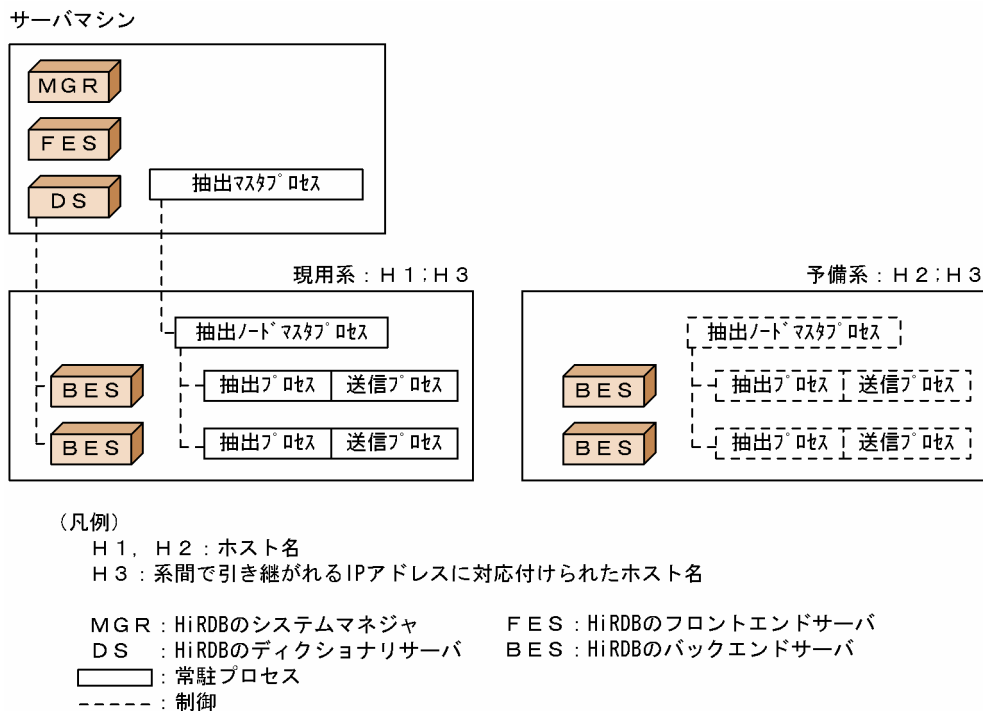 サーバマシン
ＭＧＲ
ＦＥＳ
ＤＳ
抽出ﾏｽﾀﾌﾟﾛｾｽ
現用系：Ｈ１；Ｈ３
抽出ﾉｰﾄﾞﾏｽﾀﾌﾟﾛｾｽ
ＢＥＳ
抽出ﾌﾟﾛｾｽ 送信ﾌﾟﾛｾｽ
ＢＥＳ
抽出ﾌﾟﾛｾｽ 送信ﾌﾟﾛｾｽ
予備系：Ｈ２；Ｈ３
抽出ﾉｰﾄﾞﾏｽﾀﾌﾟﾛｾｽ
ＢＥＳ
抽出ﾌﾟﾛｾｽ 送信ﾌﾟﾛｾｽ
ＢＥＳ
抽出ﾌﾟﾛｾｽ 送信ﾌﾟﾛｾｽ
（凡例）
Ｈ１，Ｈ２：ホスト名
Ｈ３：系間で引き継がれるIPアドレスに対応付けられたホスト名
ＭＧＲ：HiRDBのシステムマネジャ ＦＥＳ：HiRDBのフロントエンドサーバ
ＤＳ：HiRDBのディクショナリサーバ ＢＥＳ：HiRDBのバックエンドサーバ
：常駐プロセス
：制御